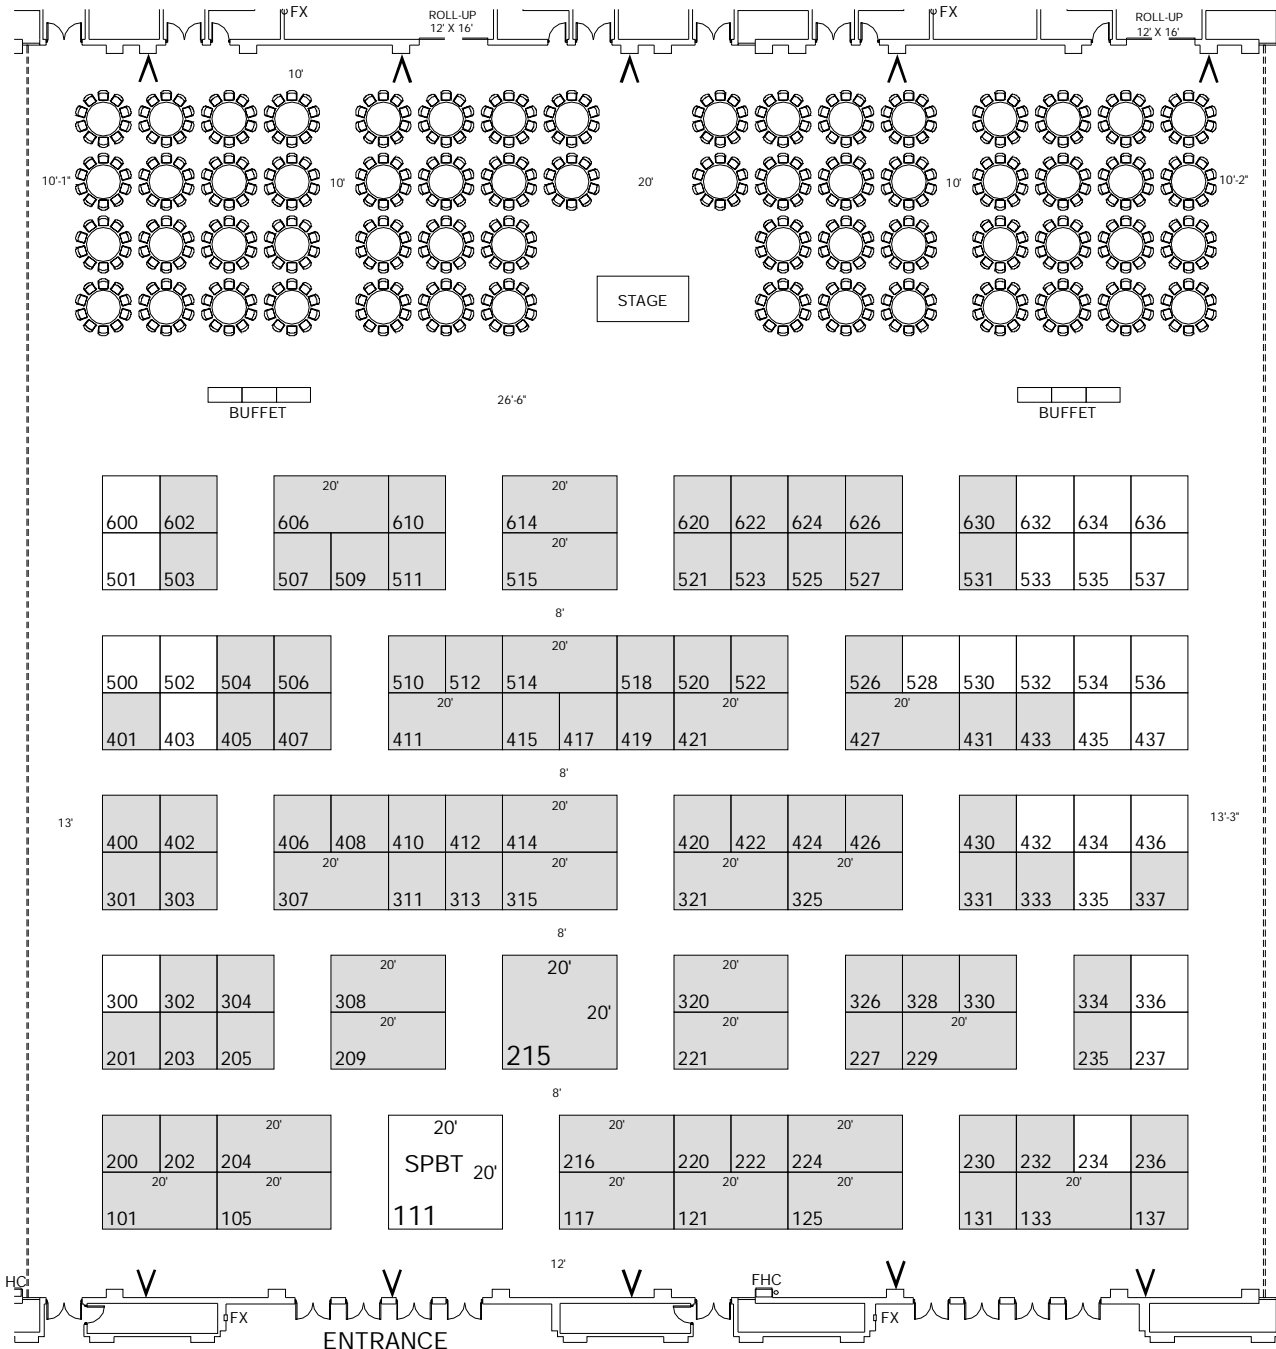 FX
ROLL-UP
12' X 16'
FX
ROLL-UP
12' X 16'
10'
10'-1"
10'
20'
10'
10'-2"
STAGE
BUFFET
26'-6"
BUFFET
20'
20'
600 602 606 610 614 620 622 624 626 630 632 634 636
20'
501 503 507 509 511 515 521 523 525 527 531 533 535 537
8'
20'
500 502 504 506 510 512 514 518 520 522 526 528 530 532 534 536
20' 20' 20'
401 403 405 407 411 415 417 419 421 427 431 433 435 437
8'
20'
13'
13'-3"
400 402 406 408 410 412 414 420 422 424 426 430 432 434 436
20' 20' 20' 20'
301 303 307 311 313 315 321 325 331 333 335 337
8'
20' 20' 20'
20'
300 302 304 308 320 326 328 330 334 336
20' 20' 20'
201 203 205 209 215 221 227 229 235 237
8'
20' 20' 20' 20'
SPBT 20'
200 202 204 216 220 222 224 230 232 234 236
20' 20' 20' 20' 20' 20'
101 105 111 117 121 125 131 133 137
12'
HC
FHC
FX
FX
ENTRANCE